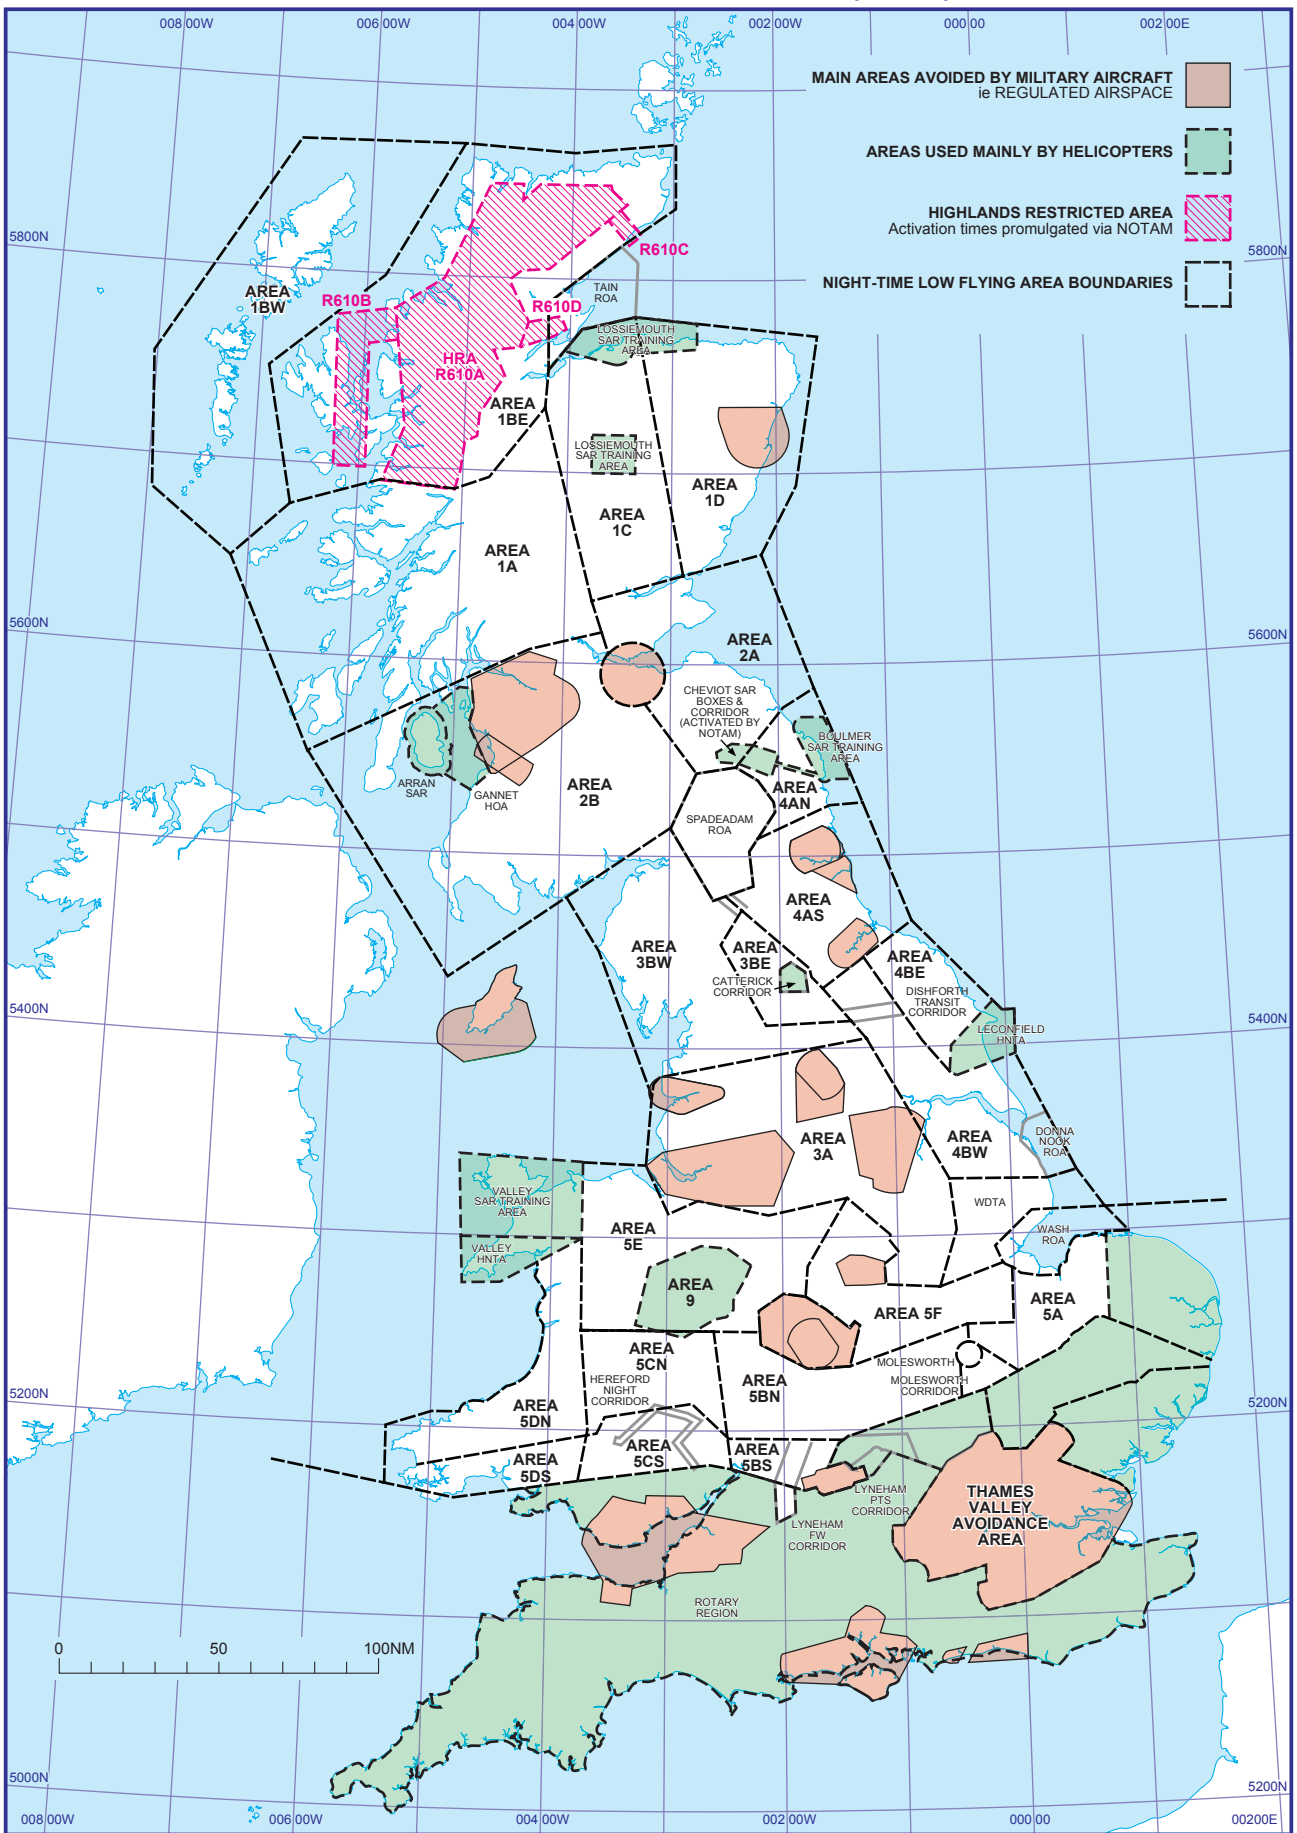 008 00W
006 00W
004 00W
002 00W
000 00
002 00E
MAIN AREAS AVOIDED BY MILITARY AIRCRAFT
ie REGULATED AIRSPACE
AREAS USED MAINLY BY HELICOPTERS
HIGHLANDS RESTRICTED AREA
Activation times promulgated via NOTAM
NIGHT-TIME LOW FLYING AREA BOUNDARIES
5800N
5800N
R610C
AREA
1BW
R610B
TAIN
ROA
R610D
LOSSIEMOUTH
SAR TRAINING
AREA
HRA
R610A
AREA
1BE
LOSSIEMOUTH
SAR TRAINING
AREA
AREA
1D
AREA
1C
AREA
1A
5600N
5600N
AREA
2A
CHEVIOT SAR
BOXES &
CORRIDOR
(ACTIVATED BY
NOTAM)
BOULMER
SAR TRAINING
AREA
ARRAN
SAR
GANNET
HOA
AREA
2B
AREA
4AN
SPADEADAM
ROA
AREA
4AS
AREA
3BW
AREA
3BE
AREA
4BE
CATTERICK
CORRIDOR
DISHFORTH
TRANSIT
CORRIDOR
5400N
5400N
LECONFIELD
HNTA
AREA
3A
AREA
4BW
DONNA
NOOK
ROA
VALLEY
SAR TRAINING
AREA
WDTA
AREA
5E
WASH
ROA
VALLEY
HNTA
AREA
9
AREA 5F
AREA
5A
AREA
5CN
MOLESWORTH
HEREFORD
NIGHT
CORRIDOR
AREA
5BN
MOLESWORTH
CORRIDOR
5200N
5200N
AREA
5DN
AREA
5CS
AREA
5BS
AREA
5DS
LYNEHAM
PTS
CORRIDOR
THAMES
VALLEY
AVOIDANCE
AREA
LYNEHAM
FW
CORRIDOR
ROTARY
REGION
0
50
100NM
5000N
5200N
008 00W
006 00W
004 00W
002 00W
000 00
00200E